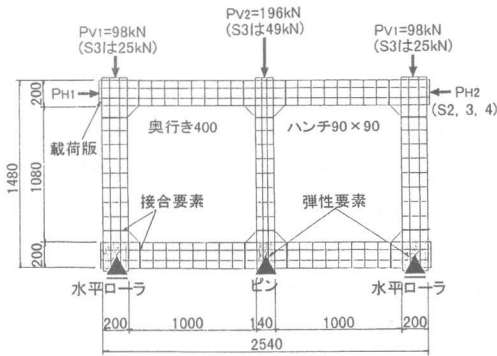 PV1=98kN
(S3は25kN)
PV2=196kN
(S3は49kN)
PV1=98kN
(S3は25kN)
PH1
PH2
(S2, 3, 4)
載荷版
奥行き400
ハンチ90×90
接合要素
弾性要素
200
1080
200
1480
水平ローラ
ピン
水平ローラ
200
1000
140
1000
200
2540